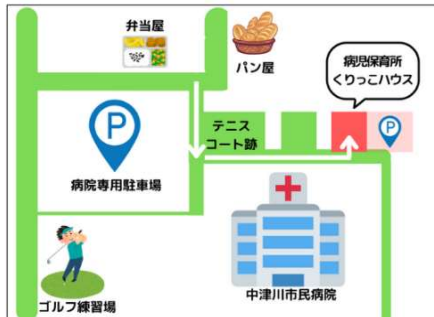 弁当屋
パン屋
病児保育所
くりっこハウス
P
テニス
コート跡
P
病院専用駐車場
ゴルフ練習場
中津川市民病院